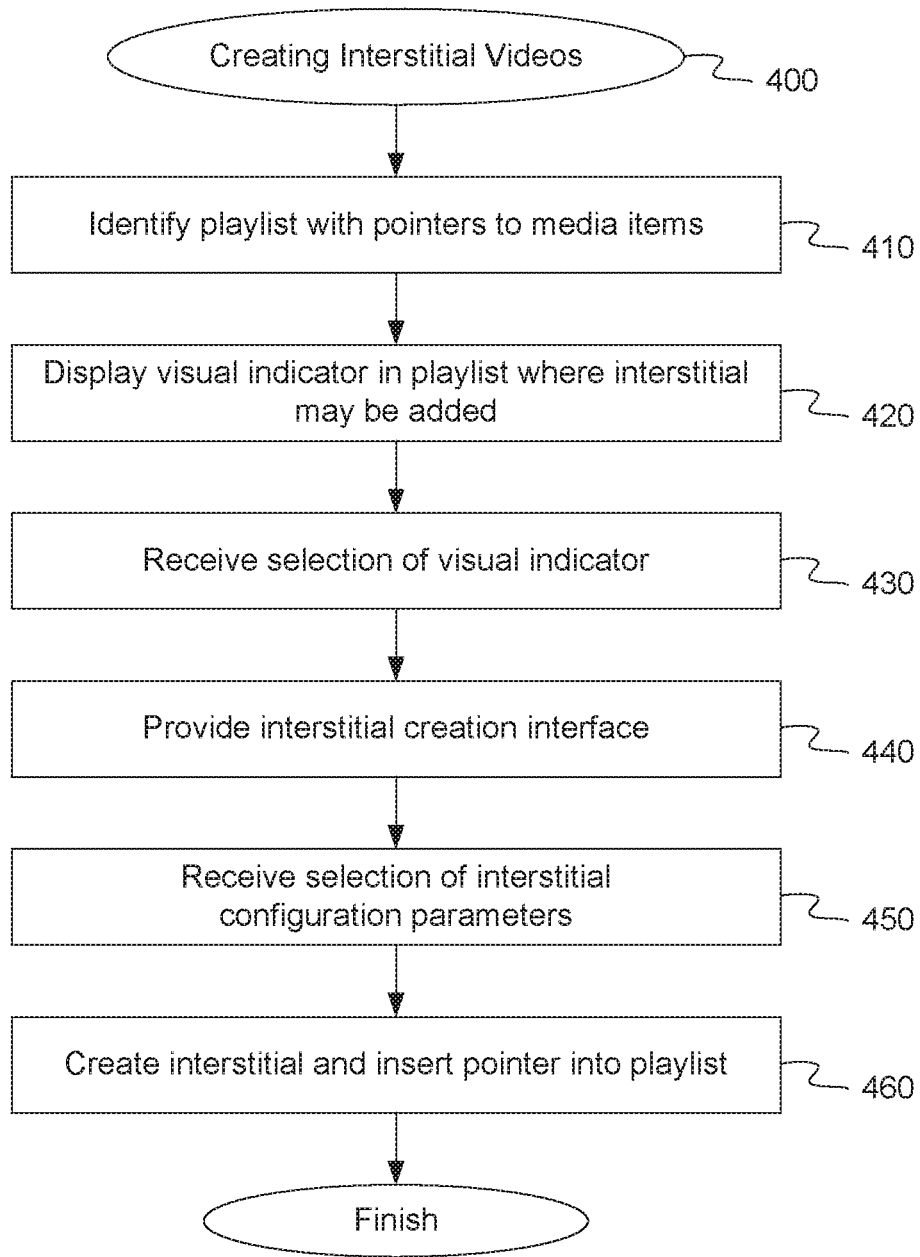 Creating Interstitial Videos
400
Identify playlist with pointers to media items
410
Display visual indicator in playlist where interstitial
may be added
420
Receive selection of visual indicator
430
Provide interstitial creation interface
440
Receive selection of interstitial
configuration parameters
450
Create interstitial and insert pointer into playlist
460
Finish